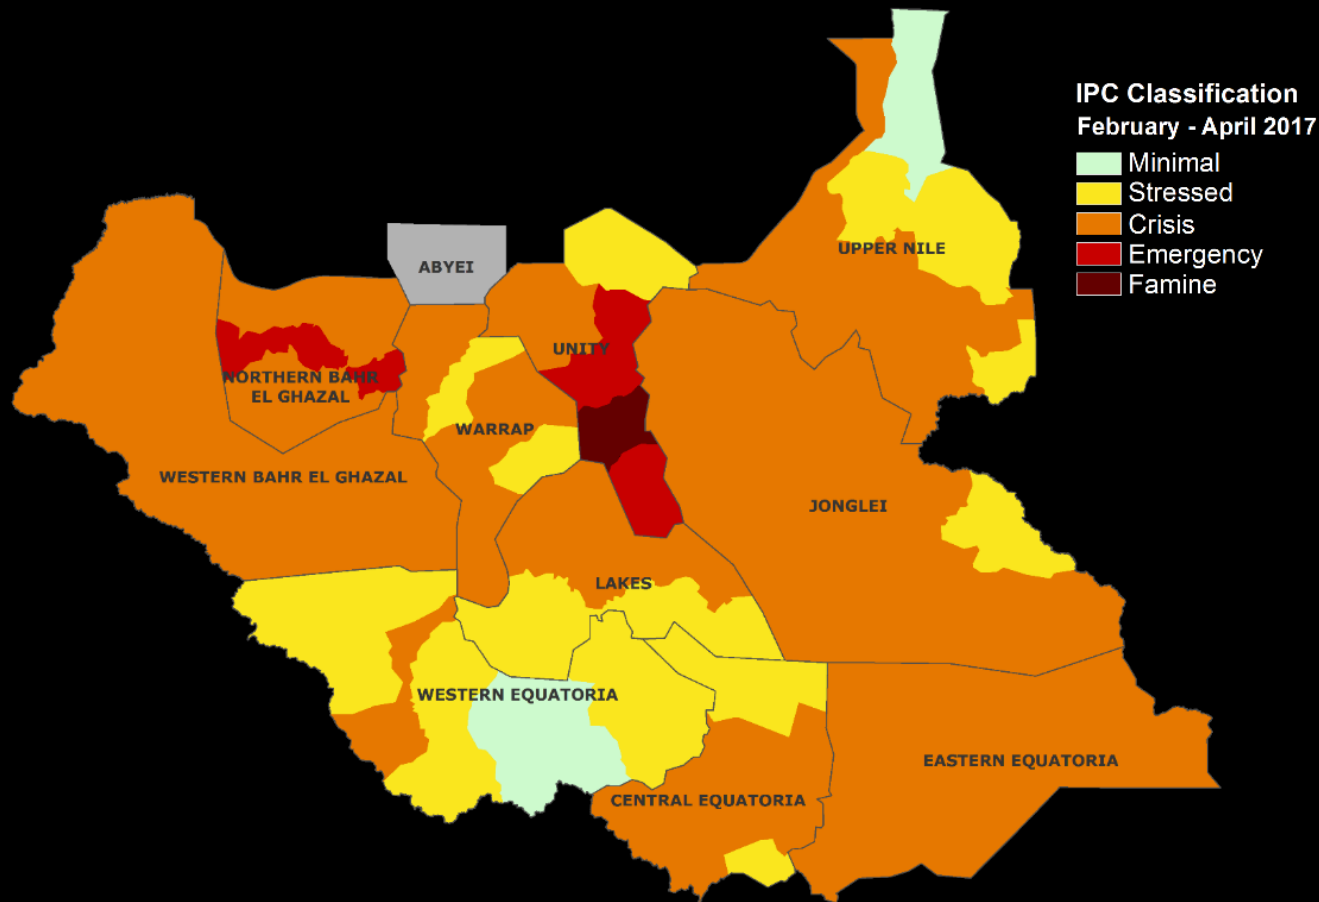 IPC Classification
February - April 2017
Minimal
Stressed
Crisis
Emergency
Famine
UPPER NILE
ABYEI
UNITY
NORTHERN BAHR
EL GHAZAL
WARRAP
WESTERN BAHR EL GHAZAL
JONGLEI
LAKES
WESTERN EQUATORIA
EASTERN EQUATORIA
CENTRAL EQUATORIA